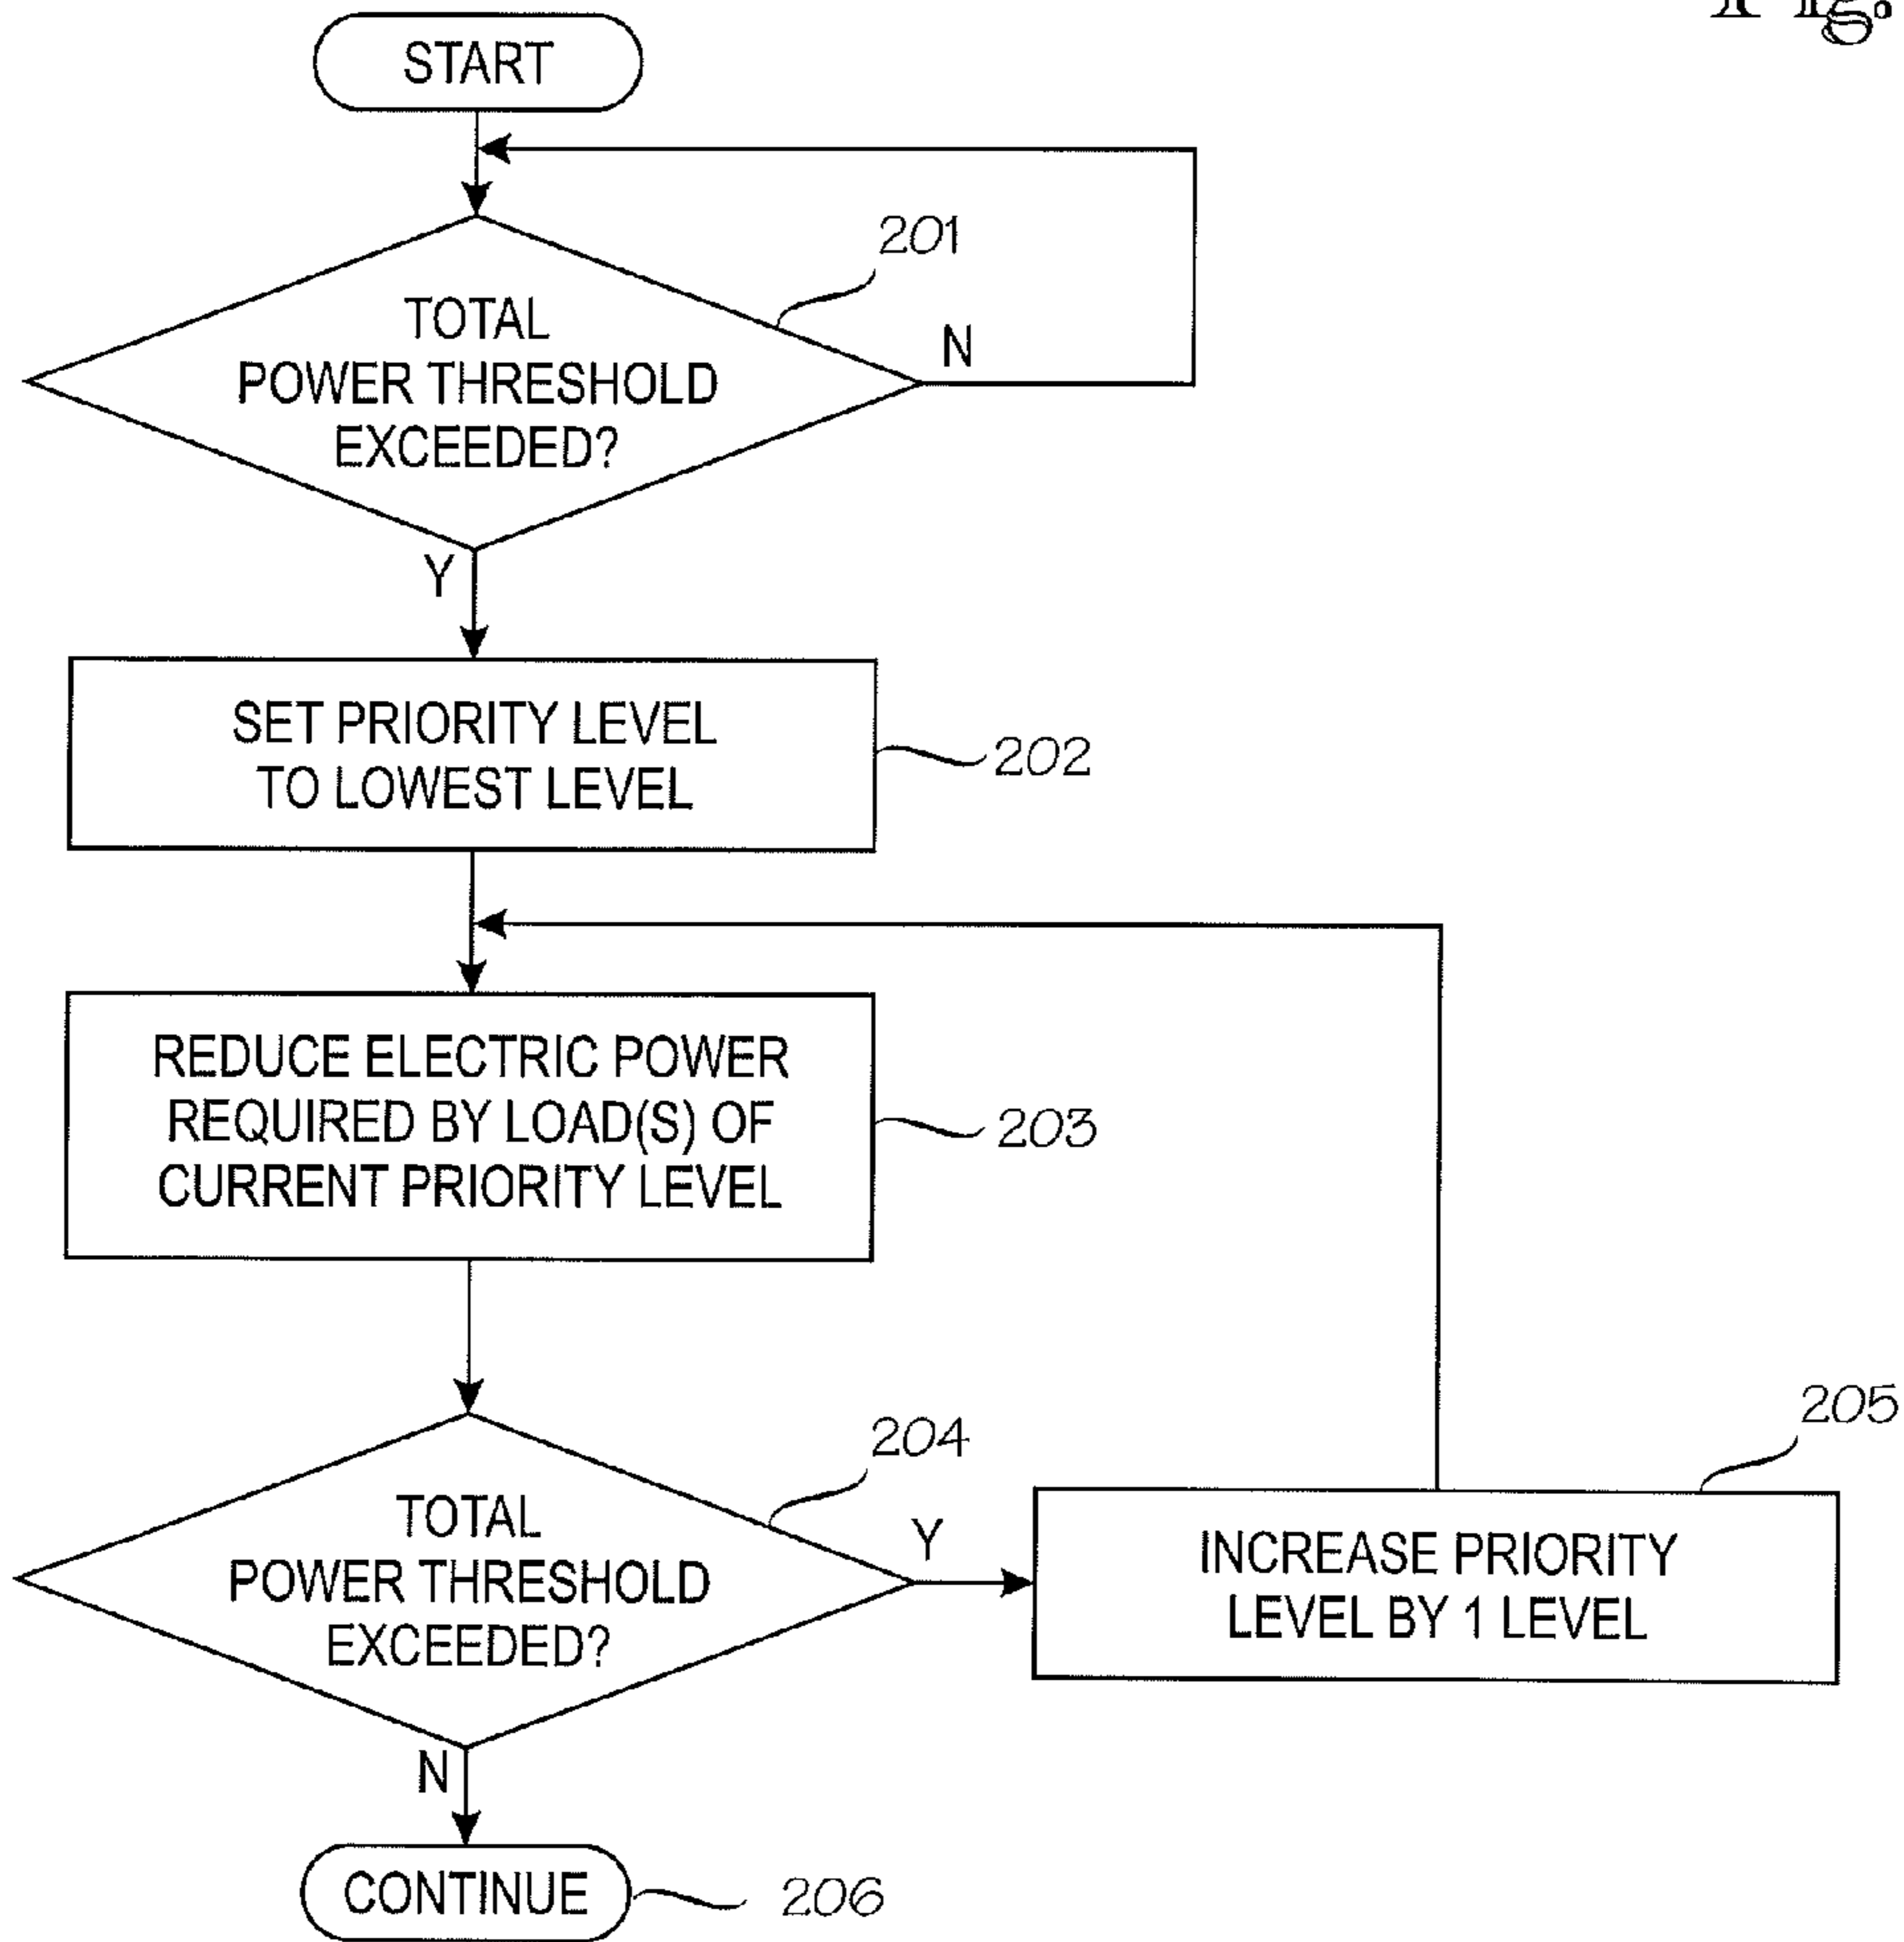 Fig.
START
201
TOTAL
POWER THRESHOLD
EXCEEDED?
N
Y
SET PRIORITY LEVEL
TO LOWEST LEVEL
202
REDUCE ELECTRIC POWER
REQUIRED BY LOAD(S) OF
CURRENT PRIORITY LEVEL
203
204
205
TOTAL
POWER THRESHOLD
EXCEEDED?
Y
INCREASE PRIORITY
LEVEL BY 1 LEVEL
N
CONTINUE
206